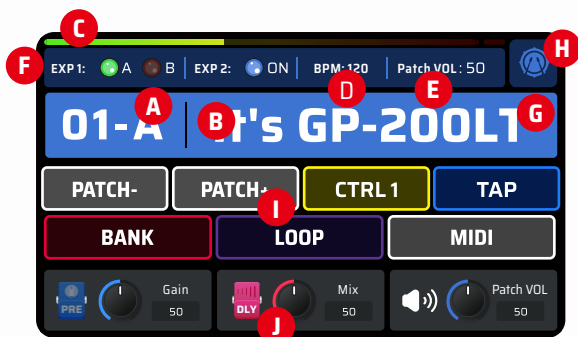 C
H
F EXP 1: A B EXP 2: ON BPM: 120 Patch VOL: 50
D E
A B G
01-A It's GP-200LT
PATCH- PATCH+ CTRL 1 TAP
I
BANK LOOP MIDI
Gain Mix Patch VOL
PRE 50 DLY 50 50
J